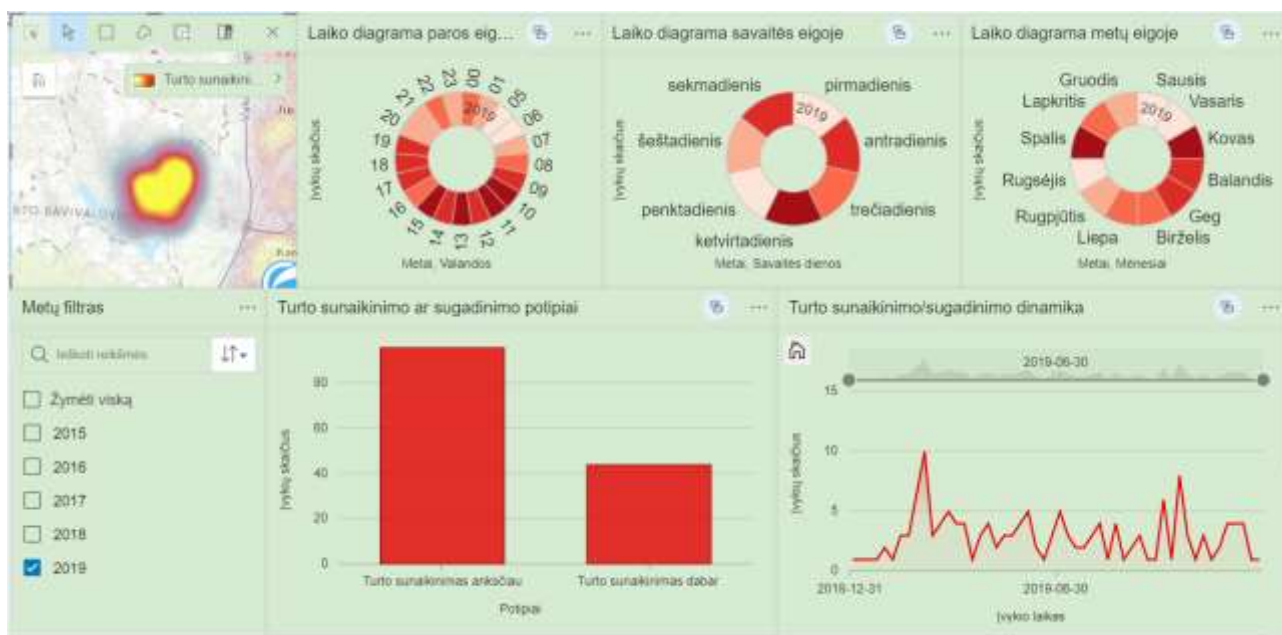 Turto sunaikini...
Laiko diagrama paros eig...
2019
00
01
05
06
07
08
09
10
11
12
13
14
15
16
17
18
19
20
21
22
23
Įvykių skaičius
Metai, Valandos
Laiko diagrama savaitės eigoje
2019
pirmadienis
antradienis
trečiadienis
ketvirtadienis
penktadienis
šeštadienis
sekmadienis
Įvykių skaičius
Metai, Savaitės dienos
Laiko diagrama metų eigoje
2019
Sausis
Vasaris
Kovas
Balandis
Geg
Birželis
Liepa
Rugpjūtis
Rugsėjis
Spalis
Lapkritis
Gruodis
Įvykių skaičius
Metai, Mėnesiai
Metų filtras
Ieškoti reikšmės
Žymėti viską
2015
2016
2017
2018
2019
Turto sunaikinimo ar sugadinimo potipiai
Įvykių skaičius
80
60
40
20
0
Turto sunaikinimas anksčiau
Turto sunaikinimas dabar
Potipiai
Turto sunaikinimo/sugadinimo dinamika
2019-06-30
Įvykių skaičius
15
10
5
0
2018-12-31
2019-06-30
Įvykio laikas